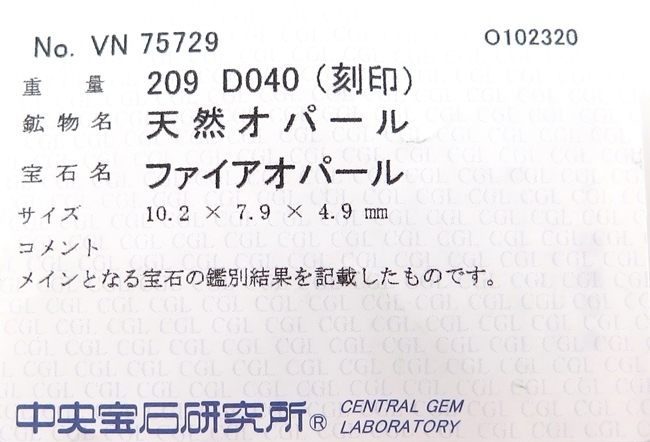 No. VN 75729
O102320
重量 209 D040 (刻印)
鉱物名 天然オパール
宝石名 ファイアオパール
サイズ 10.2 × 7.9 × 4.9 mm
コメント
メインとなる宝石の鑑別結果を記載したものです。
中央宝石研究所® CENTRAL GEM
LABORATORY